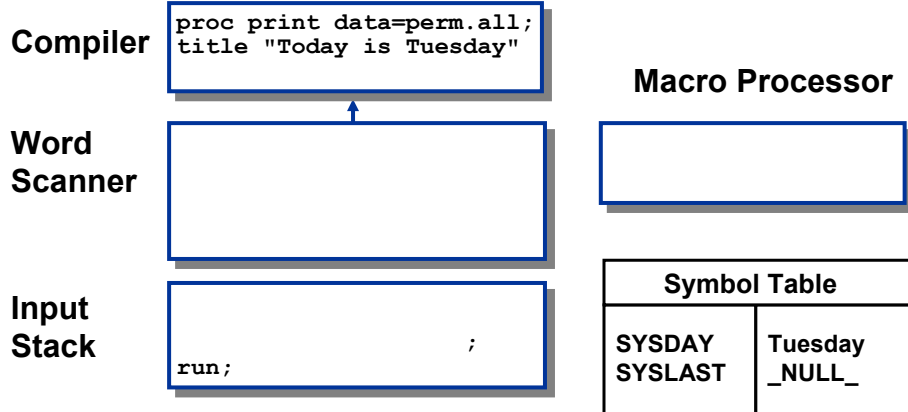 Compiler
proc print data=perm.all;
title "Today is Tuesday"
Macro Processor
Word
Scanner
Input
Stack
;
run;
Symbol Table
SYSDAY Tuesday
SYSLAST _NULL_